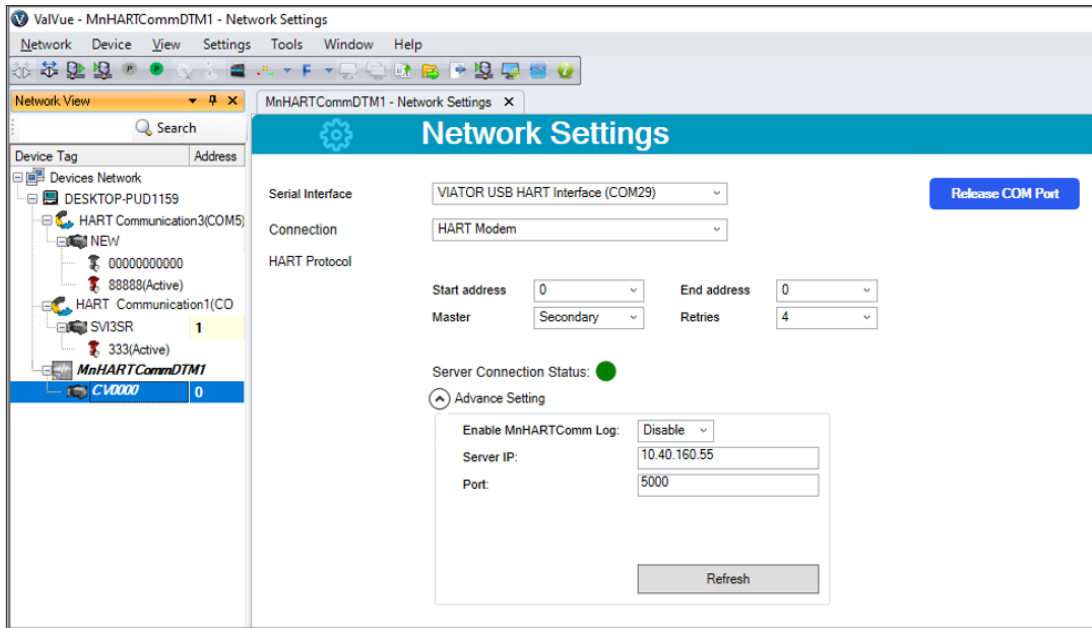 ValVue - MnHARTCommDTM1 - Network Settings
Network Device View Settings Tools Window Help
Network View
MnHARTCommDTM1 - Network Settings
Search
Network Settings
Device Tag Address
Devices Network
DESKTOP-PUD1159
HART Communication3(COM5)
NEW
00000000000
88888(Active)
HART Communication1(CO
SVI3SR 1
333(Active)
MnHARTCommDTM1
CV0000 0
Serial Interface VIATOR USB HART Interface (COM29) Release COM Port
Connection HART Modem
HART Protocol
Start address 0 End address 0
Master Secondary Retries 4
Server Connection Status:
Advance Setting
Enable MnHARTComm Log: Disable
Server IP: 10.40.160.55
Port: 5000
Refresh